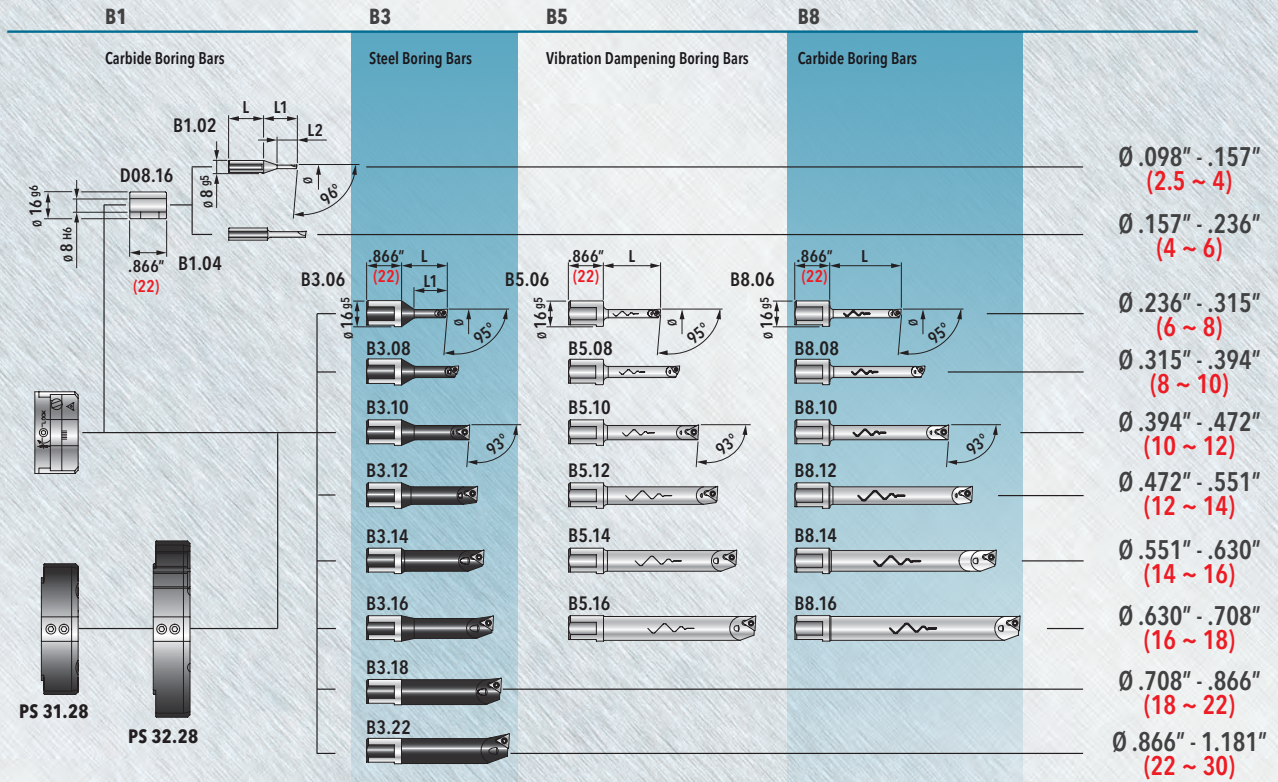 B1 B3 B5 B8
Carbide Boring Bars Steel Boring Bars Vibration Dampening Boring Bars Carbide Boring Bars
L L1
B1.02 L2
D08.16
ø 16 g6
ø 8 H6
ø 8 g5
ø
96°
Ø .098" - .157"
(2.5 ~ 4)
.866"
(22)
B1.04
Ø .157" - .236"
(4 ~ 6)
B3.06 .866" L
(22) L1
ø 16 g5
ø
95°
B5.06 .866" L
(22)
ø 16 g5
ø
95°
B8.06 .866" L
(22)
ø 16 g5
ø
95°
Ø .236" - .315"
(6 ~ 8)
B3.08 B5.08 B8.08
Ø .315" - .394"
(8 ~ 10)
B3.10 B5.10 B8.10
93° 93° 93°
Ø .394" - .472"
(10 ~ 12)
B3.12 B5.12 B8.12
Ø .472" - .551"
(12 ~ 14)
B3.14 B5.14 B8.14
Ø .551" - .630"
(14 ~ 16)
B3.16 B5.16 B8.16
Ø .630" - .708"
(16 ~ 18)
B3.18
Ø .708" - .866"
(18 ~ 22)
B3.22
Ø .866" - 1.181"
(22 ~ 30)
PS 31.28
PS 32.28